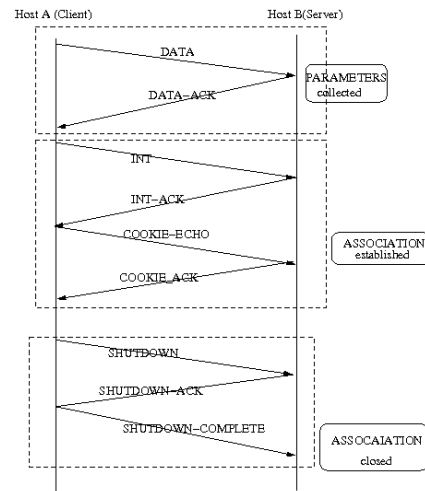 Host A (Client)
Host B(Server)
DATA
PARAMETERS
collected
DATA-ACK
INT
INT-ACK
COOKIE-ECHO
ASSOCIATION
established
COOKIE_ACK
SHUTDOWN
SHUTDOWN-ACK
SHUTDOWN-COMPLETE
ASSOCAIATION
closed